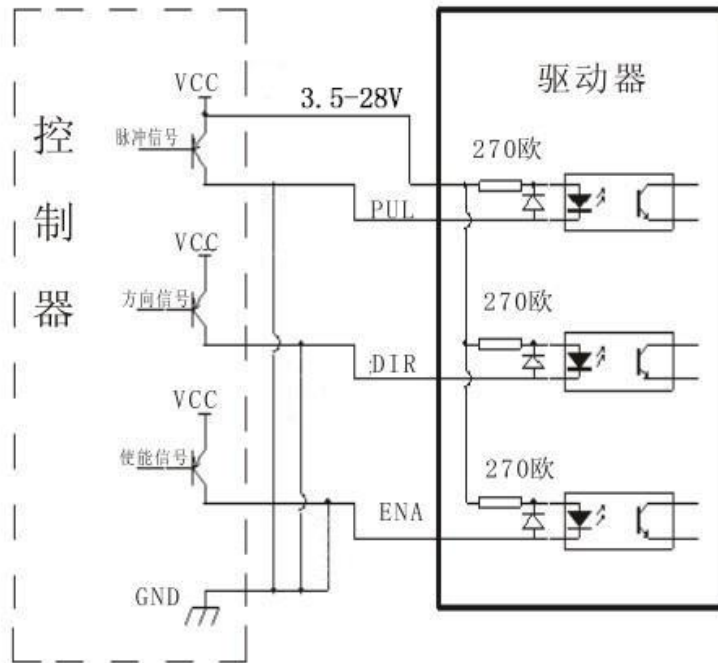 控制器
驱动器
VCC
3.5-28V
脉冲信号
270欧
PUL
VCC
方向信号
270欧
DIR
VCC
使能信号
270欧
ENA
GND